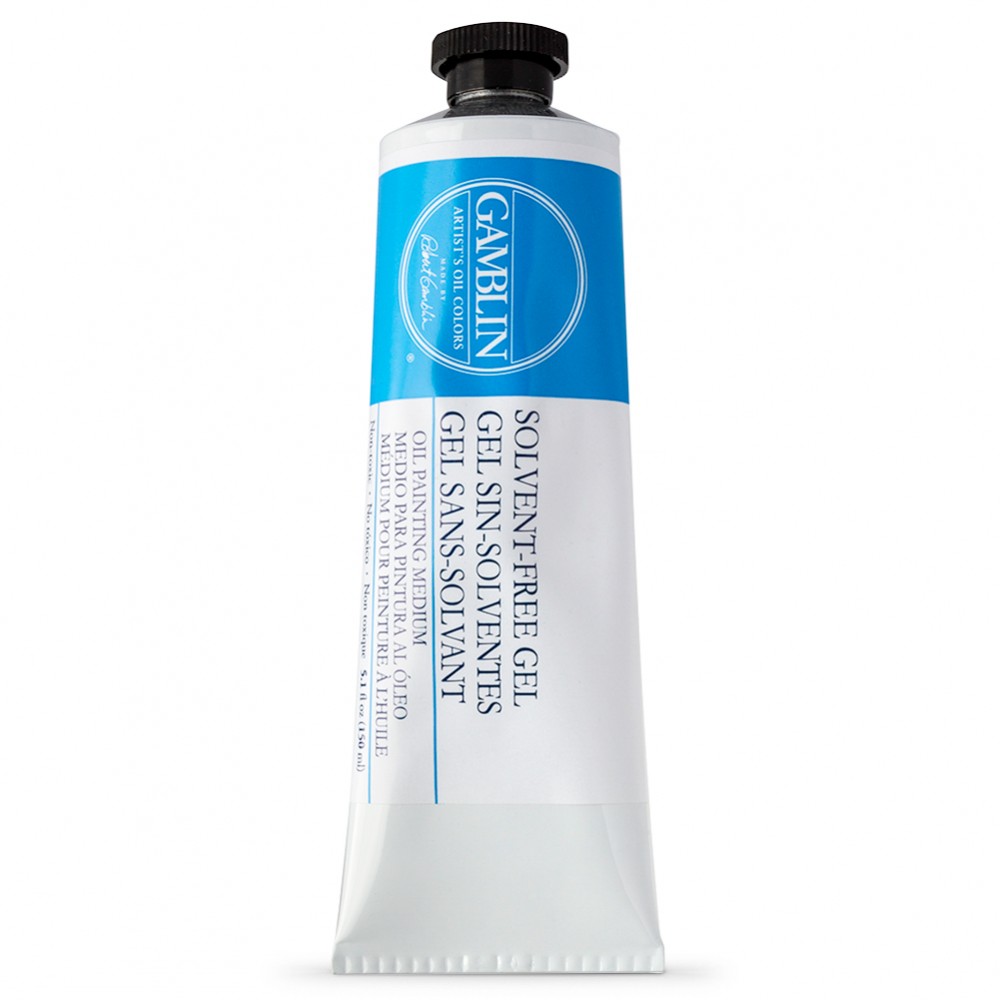 GAMBLIN
ARTIST'S OIL COLORS
MADE BY
Robert Gamblin
®
SOLVENT-FREE GEL
GEL SIN-SOLVENTES
GEL SANS-SOLVANT
OIL PAINTING MEDIUM
MEDIO PARA PINTURA AL ÓLEO
MÉDIUM POUR PEINTURE À L'HUILE
Non-toxic · No tóxico · Non toxique 5.1 fl oz (150 ml)